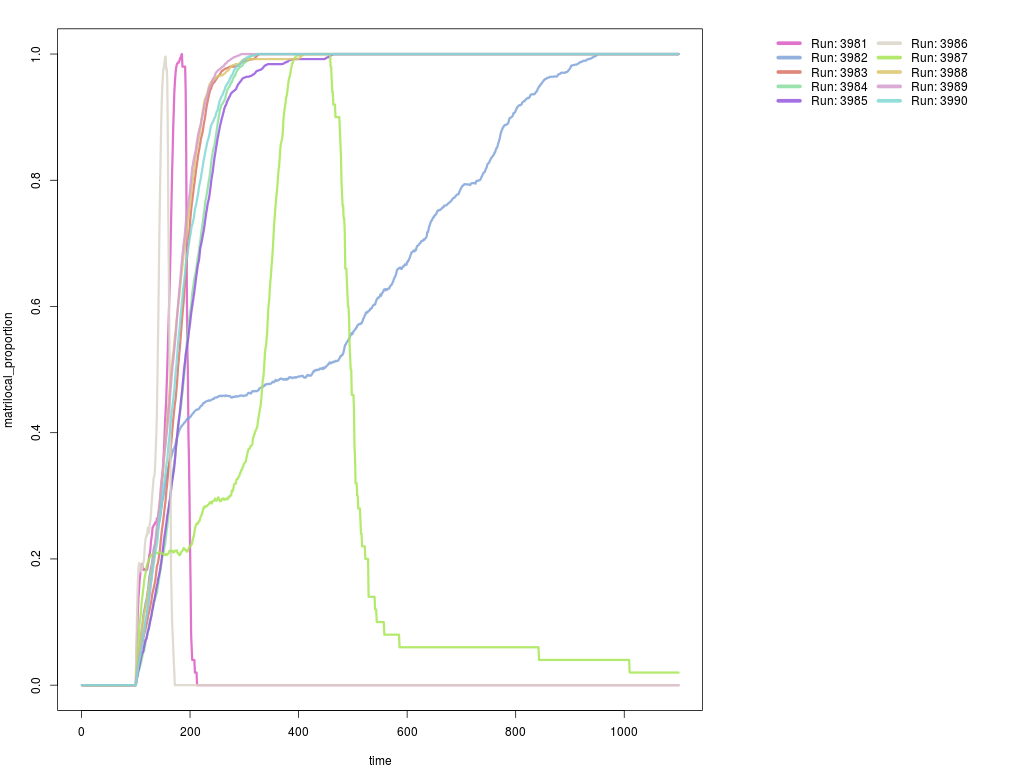 Run: 3981 Run: 3986
Run: 3982 Run: 3987
Run: 3983 Run: 3988
Run: 3984 Run: 3989
Run: 3985 Run: 3990
1.0
0.8
0.6
0.4
0.2
0.0
matrilocal_proportion
0 200 400 600 800 1000
time